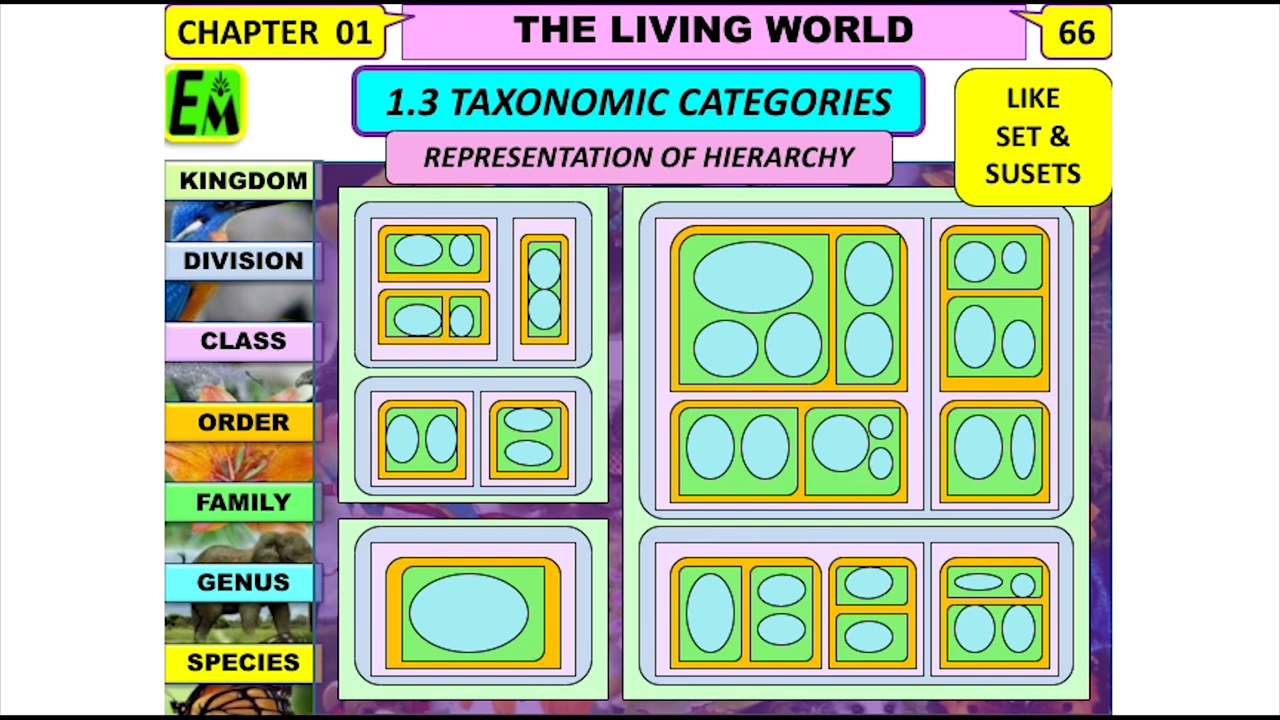 CHAPTER 01
THE LIVING WORLD
66
EM
1.3 TAXONOMIC CATEGORIES
REPRESENTATION OF HIERARCHY
LIKE
SET &
SUSETS
KINGDOM
DIVISION
CLASS
ORDER
FAMILY
GENUS
SPECIES